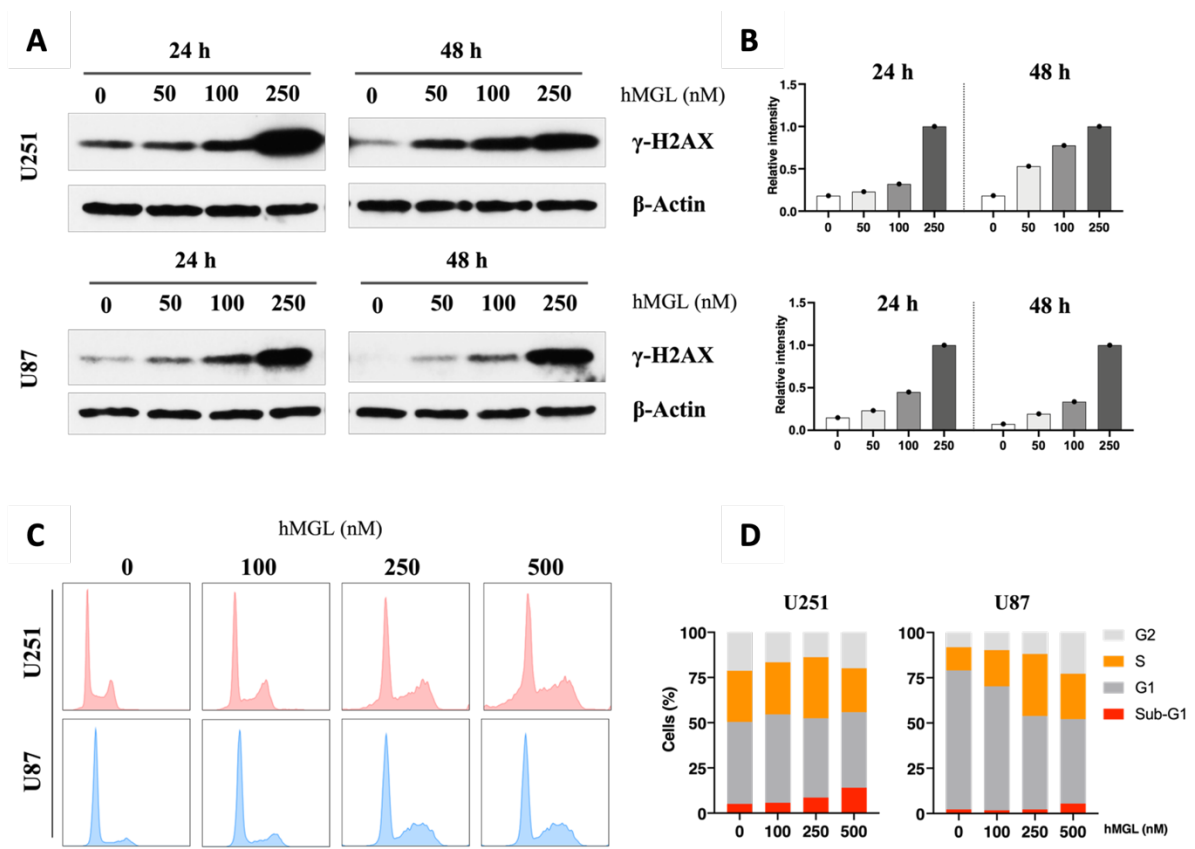 A
24 h
48 h
0 50 100 250
0 50 100 250
hMGL (nM)
U251
γ-H2AX
β-Actin
24 h
48 h
0 50 100 250
0 50 100 250
hMGL (nM)
U87
γ-H2AX
β-Actin
B
24 h
48 h
Relative intensity
1.5
1.0
0.5
0.0
0 50 100 250
0 50 100 250
24 h
48 h
Relative intensity
1.5
1.0
0.5
0.0
0 50 100 250
0 50 100 250
C
hMGL (nM)
0 100 250 500
U251
U87
D
U251
U87
Cells (%)
100
75
50
25
0
0 100 250 500
100
75
50
25
0
0 100 250 500
hMGL (nM)
G2
S
G1
Sub-G1